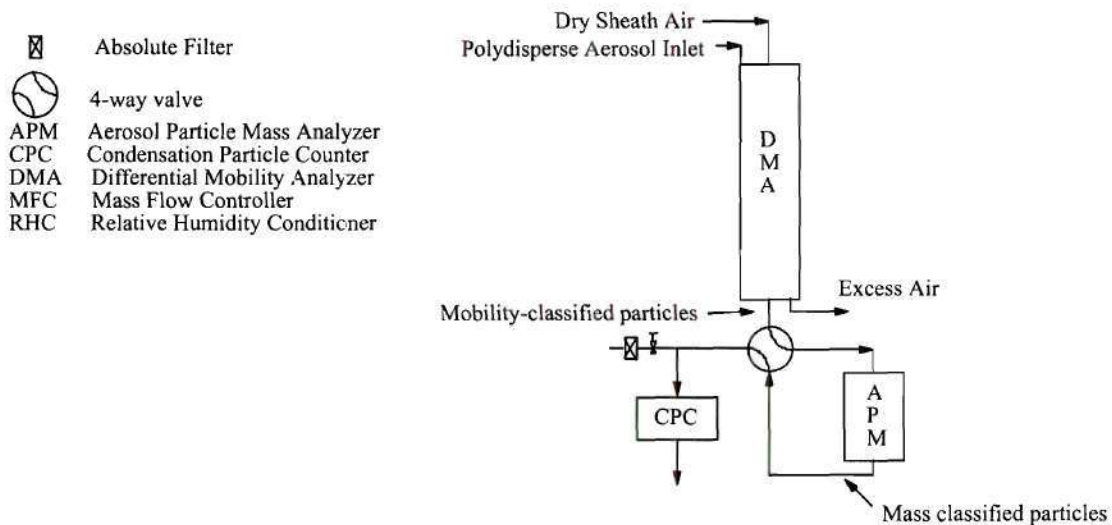 Dry Sheath Air
Polydisperse Aerosol Inlet
Absolute Filter
4-way valve
APM Aerosol Particle Mass Analyzer
CPC Condensation Particle Counter
DMA Differential Mobility Analyzer
MFC Mass Flow Controller
RHC Relative Humidity Conditioner
D
M
A
Excess Air
Mobility-classified particles
A
P
M
CPC
Mass classified particles